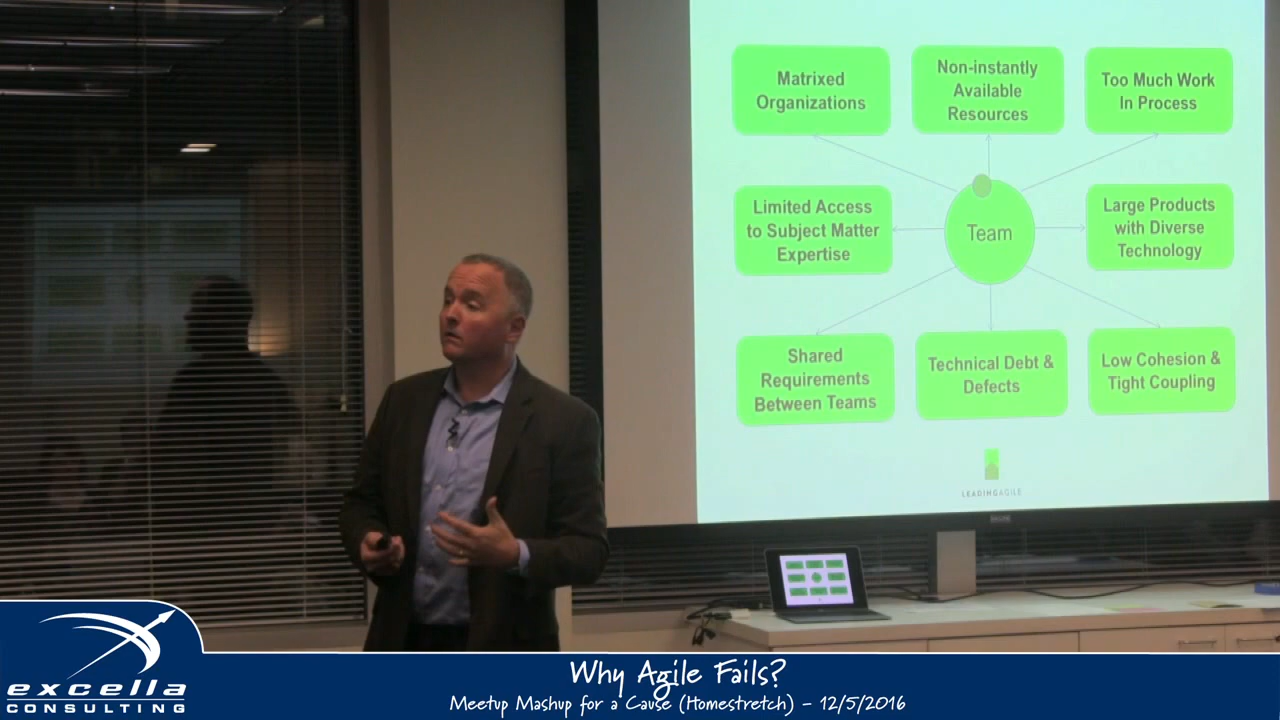 Matrixed
Organizations
Non-instantly
Available
Resources
Too Much Work
In Process
Limited Access
to Subject Matter
Expertise
Team
Large Products
with Diverse
Technology
Shared
Requirements
Between Teams
Technical Debt &
Defects
Low Cohesion &
Tight Coupling
LEADINGAGILE
excella
CONSULTING
Why Agile Fails?
Meetup Mashup for a Cause (Homestretch) - 12/5/2016